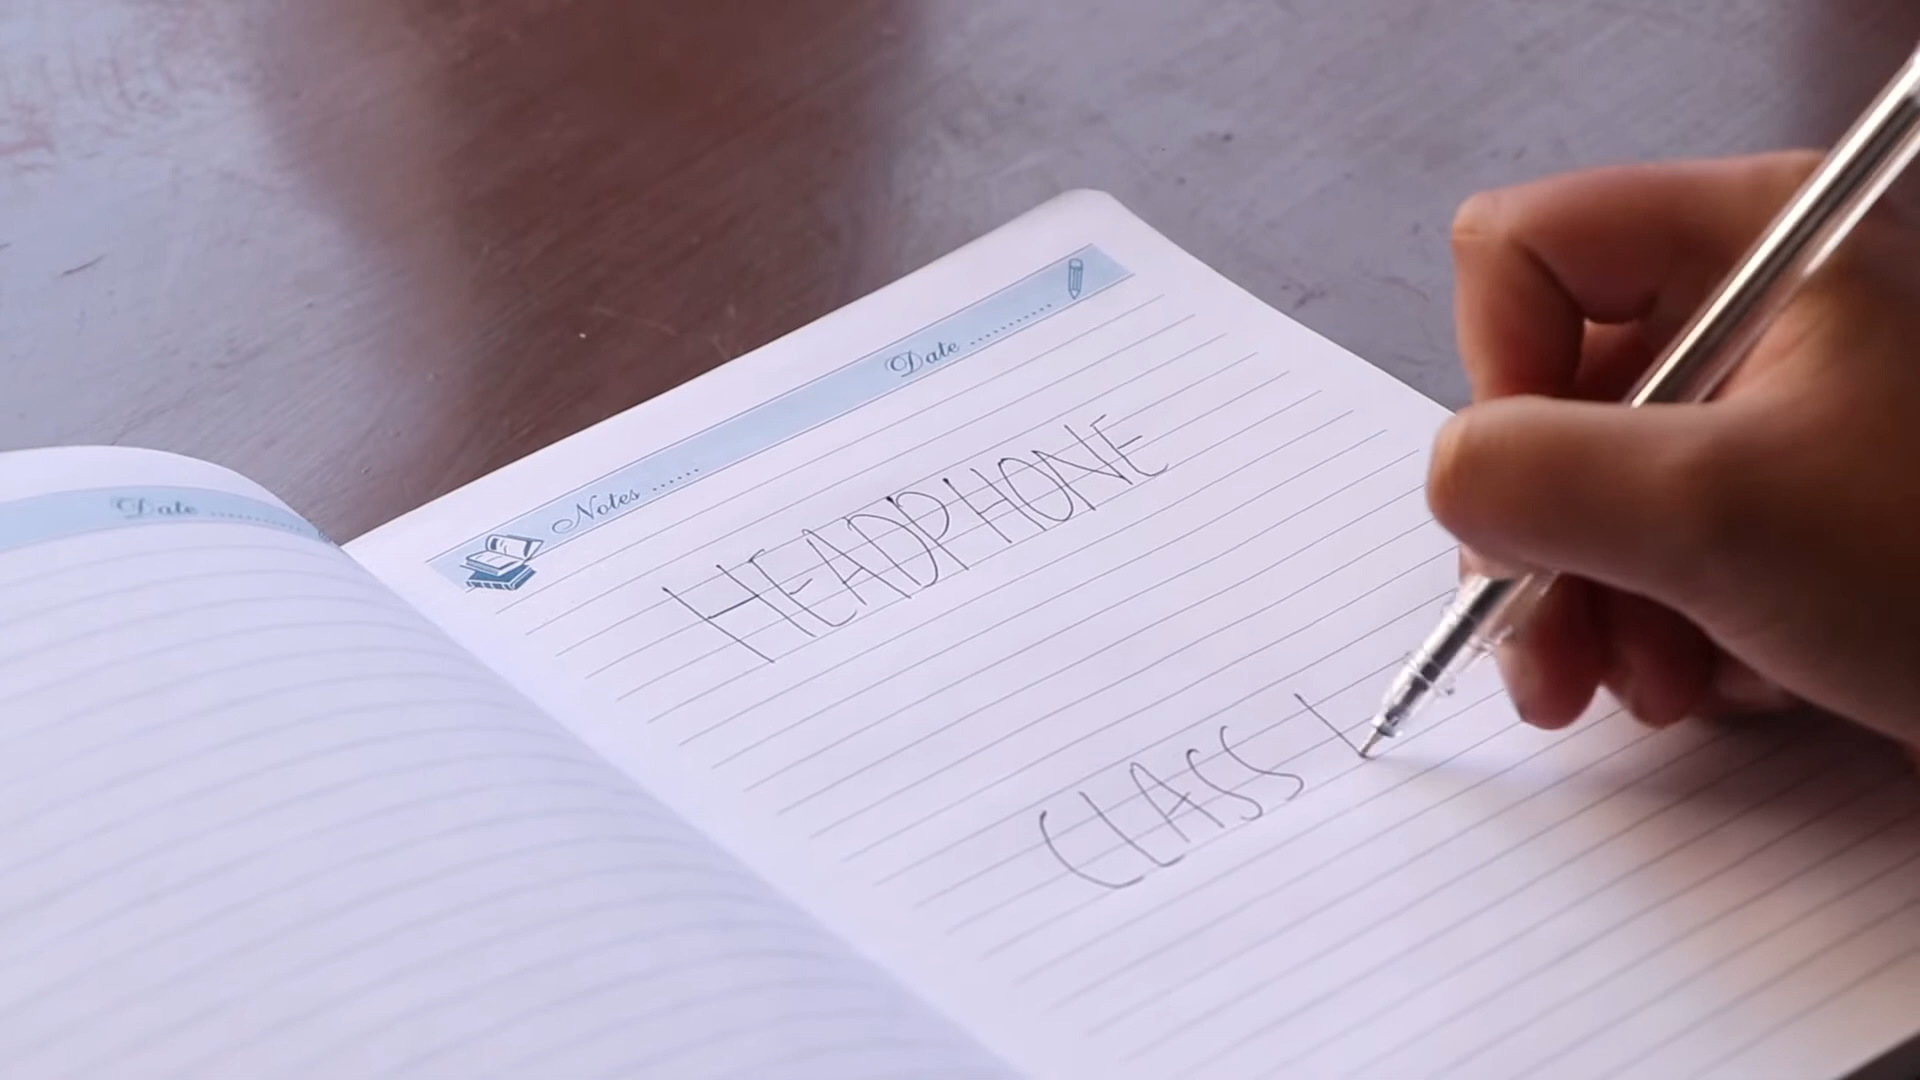 Date ...............
Notes ...... Date ............
HEADPHONE
CLASS L